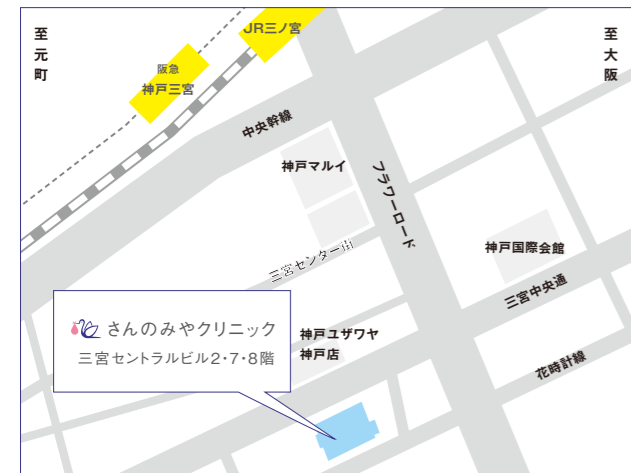 至元町
JR三ノ宮
至大阪
阪急
神戸三宮
中央幹線
神戸マルイ
フラワーロード
三宮センター街
神戸国際会館
三宮中央通
さんのみやクリニック
三宮セントラルビル2・7・8階
神戸ユザワヤ
神戸店
花時計線